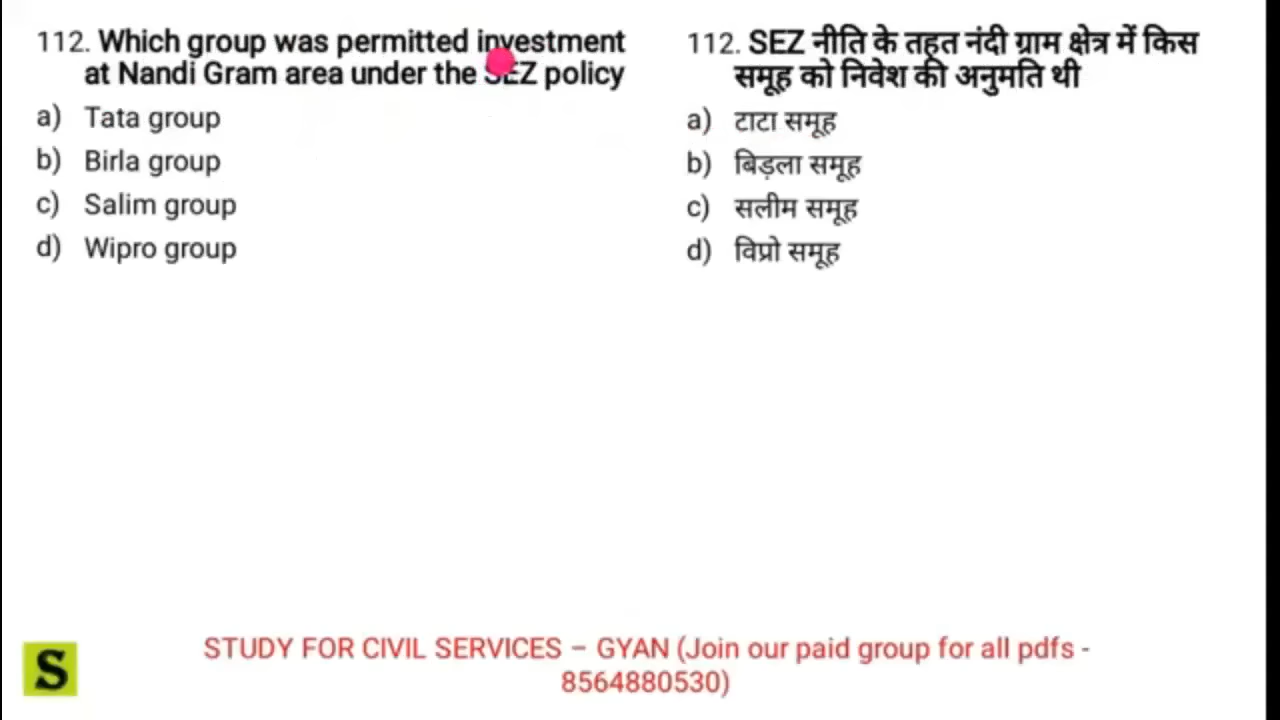 112. Which group was permitted investment
at Nandi Gram area under the SEZ policy
a) Tata group
b) Birla group
c) Salim group
d) Wipro group
112. SEZ नीति के तहत नंदी ग्राम क्षेत्र में किस
समूह को निवेश की अनुमति थी
a) टाटा समूह
b) बिड़ला समूह
c) सलीम समूह
d) विप्रो समूह
S
STUDY FOR CIVIL SERVICES – GYAN (Join our paid group for all pdfs -
8564880530)